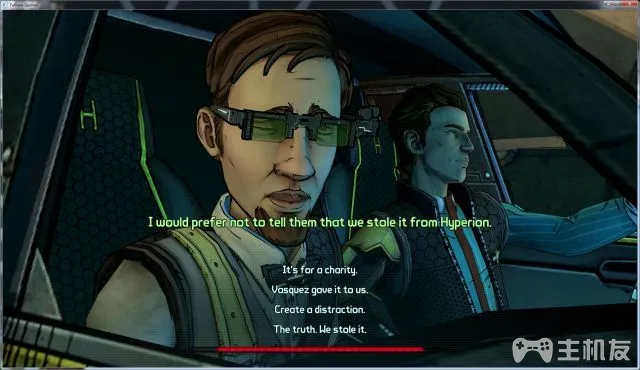 Telltale Games
H
I would prefer not to tell them that we stole it from Hyperion.
It's for a charity.
Vasquez gave it to us.
Create a distraction.
The truth. We stole it.
主机友